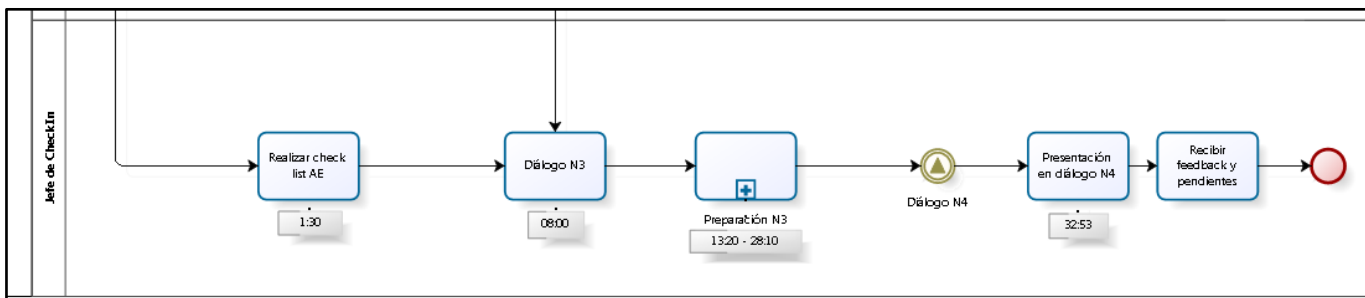 Jefe de CheckIn
Realizar check
list AE
1:30
Diálogo N3
08:00
Preparación N3
13:20 - 28:10
Diálogo N4
Presentación
en diálogo N4
32:53
Recibir
feedback y
pendientes